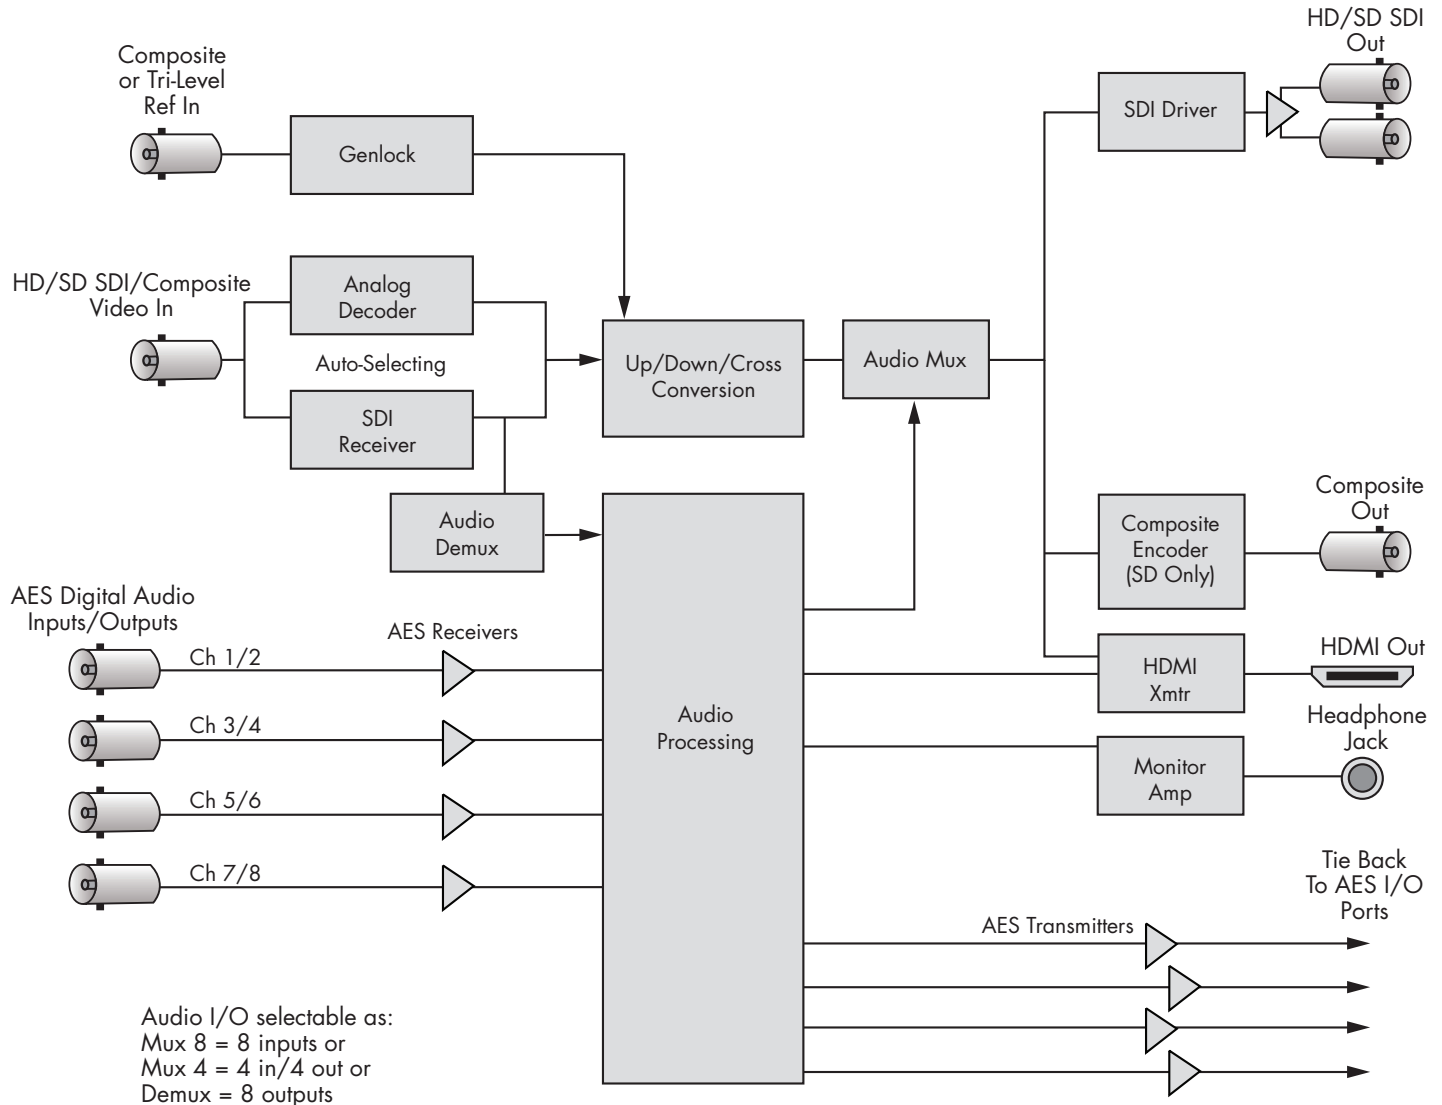 HD/SD SDI
Out
Composite
or Tri-Level
Ref In
SDI Driver
Genlock
HD/SD SDI/Composite
Video In
Analog
Decoder
Auto-Selecting
Up/Down/Cross
Conversion
Audio Mux
SDI
Receiver
Composite
Out
Audio
Demux
Composite
Encoder
(SD Only)
AES Digital Audio
Inputs/Outputs
AES Receivers
Ch 1/2
HDMI
Xmtr
HDMI Out
Ch 3/4
Audio
Processing
Headphone
Jack
Monitor
Amp
Ch 5/6
Ch 7/8
Tie Back
To AES I/O
Ports
AES Transmitters
Audio I/O selectable as:
Mux 8 = 8 inputs or
Mux 4 = 4 in/4 out or
Demux = 8 outputs